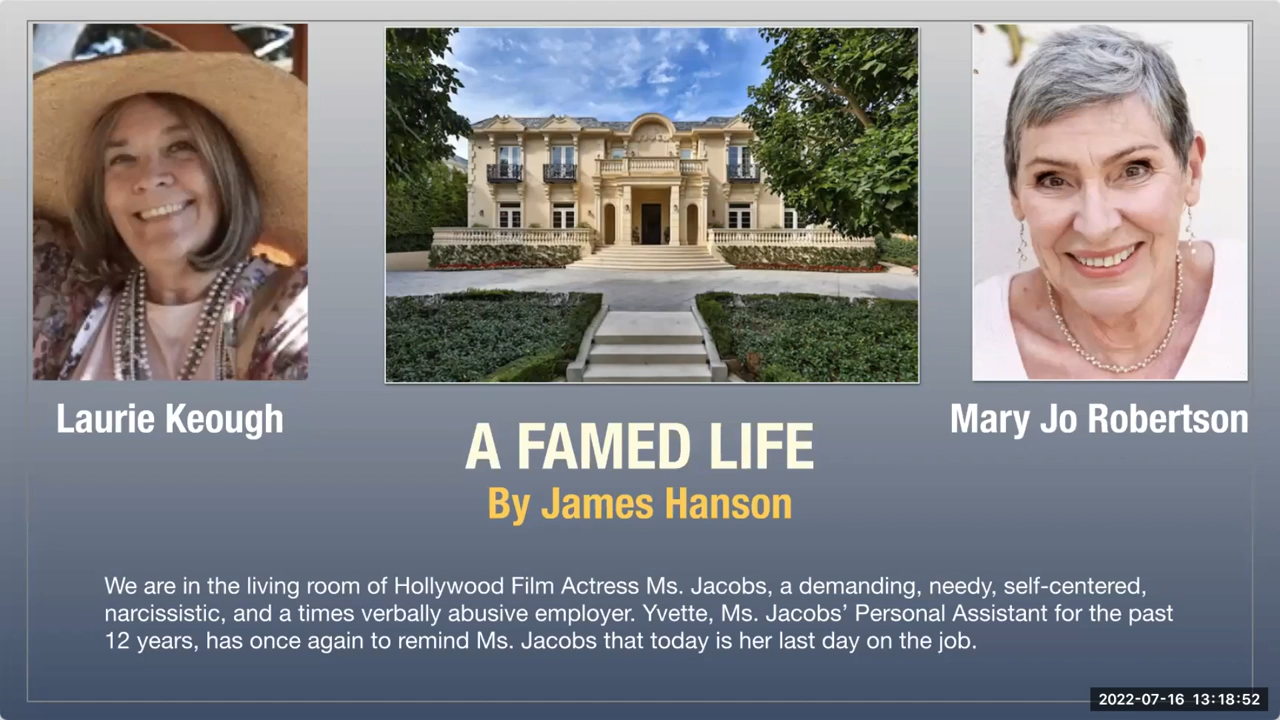 Laurie Keough
Mary Jo Robertson
A FAMED LIFE
By James Hanson
We are in the living room of Hollywood Film Actress Ms. Jacobs, a demanding, needy, self-centered,
narcissistic, and a times verbally abusive employer. Yvette, Ms. Jacobs’ Personal Assistant for the past
12 years, has once again to remind Ms. Jacobs that today is her last day on the job.
2022-07-16 13:18:52